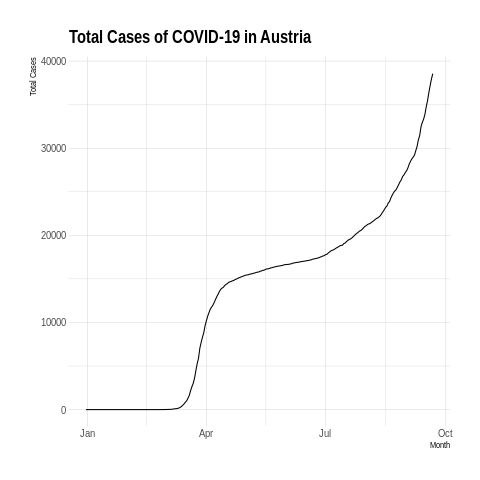 Total Cases of COVID-19 in Austria
Total Cases
40000
30000
20000
10000
0
Jan Apr Jul Oct
Month